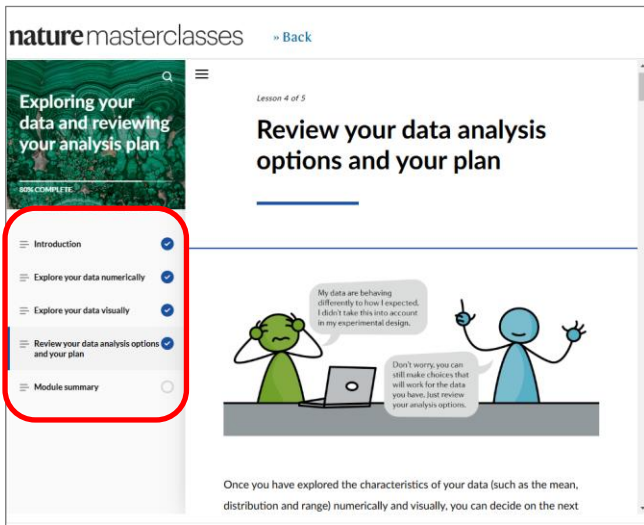 nature masterclasses
» Back
Exploring your
data and reviewing
your analysis plan
80% COMPLETE
Introduction
Explore your data numerically
Explore your data visually
Review your data analysis options
and your plan
Module summary
Lesson 4 of 5
Review your data analysis
options and your plan
My data are behaving
differently to how I expected.
I didn't take this into account
in my experimental design.
Don't worry, you can
still make choices that
will work for the data
you have. Just review
your analysis options.
Once you have explored the characteristics of your data (such as the mean,
distribution and range) numerically and visually, you can decide on the next